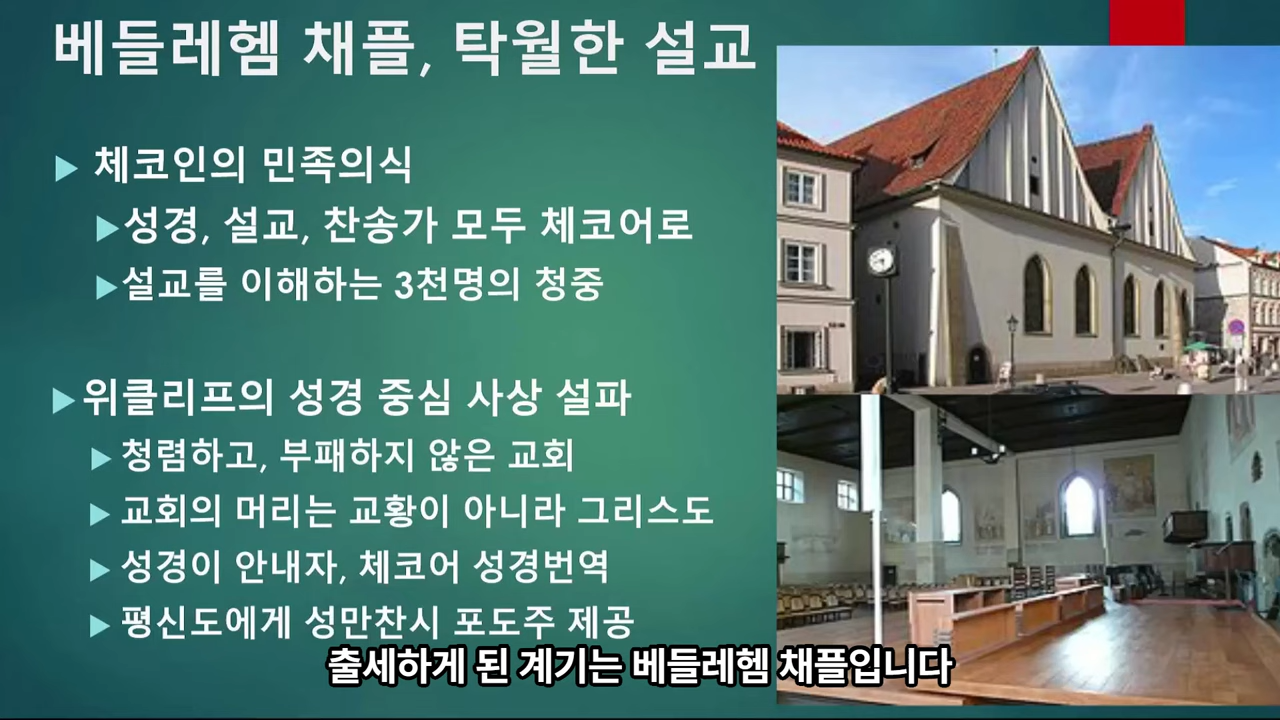 베들레헴 채플, 탁월한 설교
체코인의 민족의식
성경, 설교, 찬송가 모두 체코어로
설교를 이해하는 3천명의 청중
위클리프의 성경 중심 사상 설파
청렴하고, 부패하지 않은 교회
교회의 머리는 교황이 아니라 그리스도
성경이 안내자, 체코어 성경번역
평신도에게 성만찬시 포도주 제공
출세하게 된 계기는 베들레헴 채플입니다